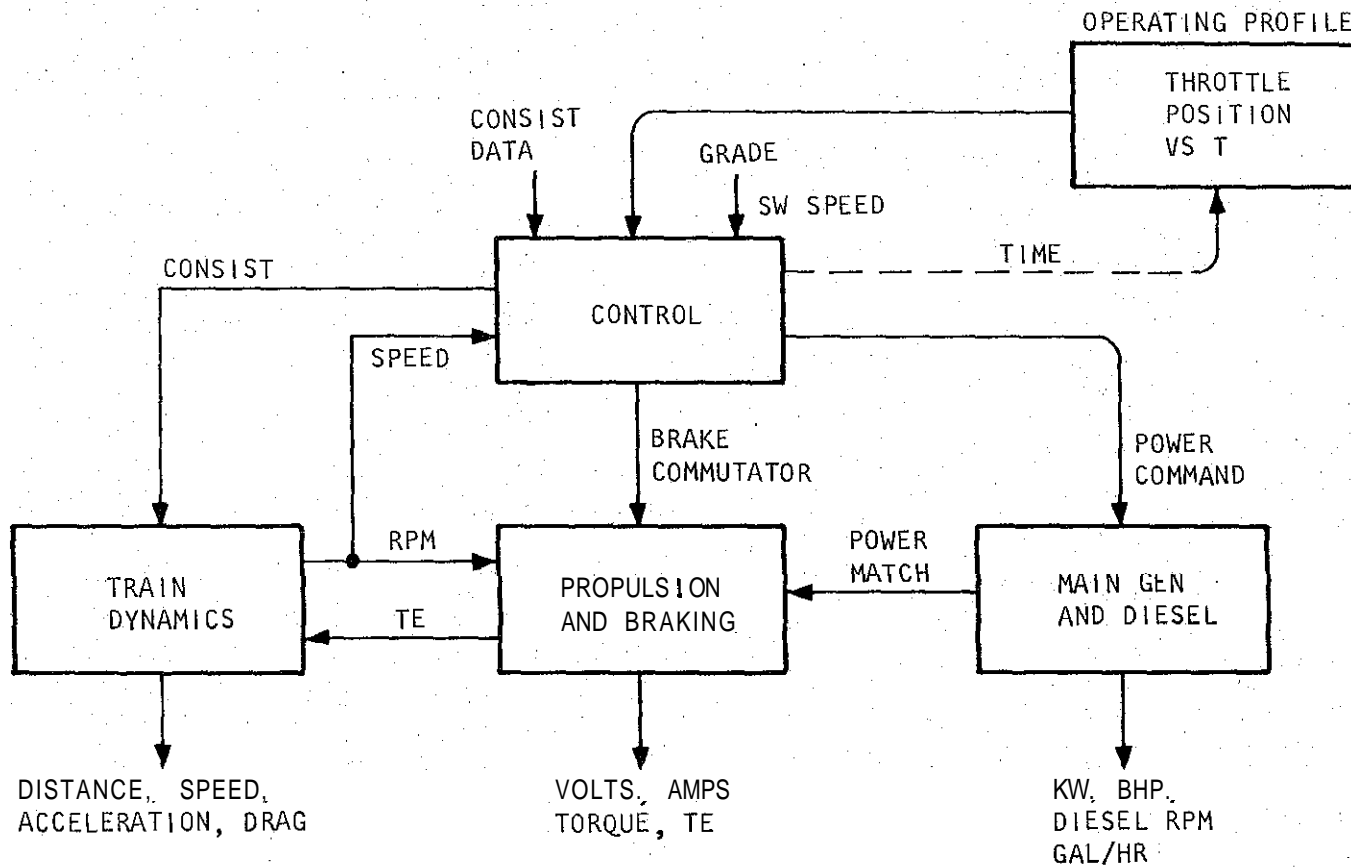 OPERATING PROFILE
THROTTLE
POSITION
VS T
CONSIST
DATA
GRADE
SW SPEED
CONSIST
TIME
CONTROL
SPEED
BRAKE
COMMUTATOR
POWER
COMMAND
RPM
POWER
MATCH
TRAIN
DYNAMICS
TE
PROPULSION
AND BRAKING
MAIN GEN
AND DIESEL
DISTANCE, SPEED,
ACCELERATION, DRAG
VOLTS, AMPS
TORQUE, TE
KW, BHP,
DIESEL RPM
GAL/HR